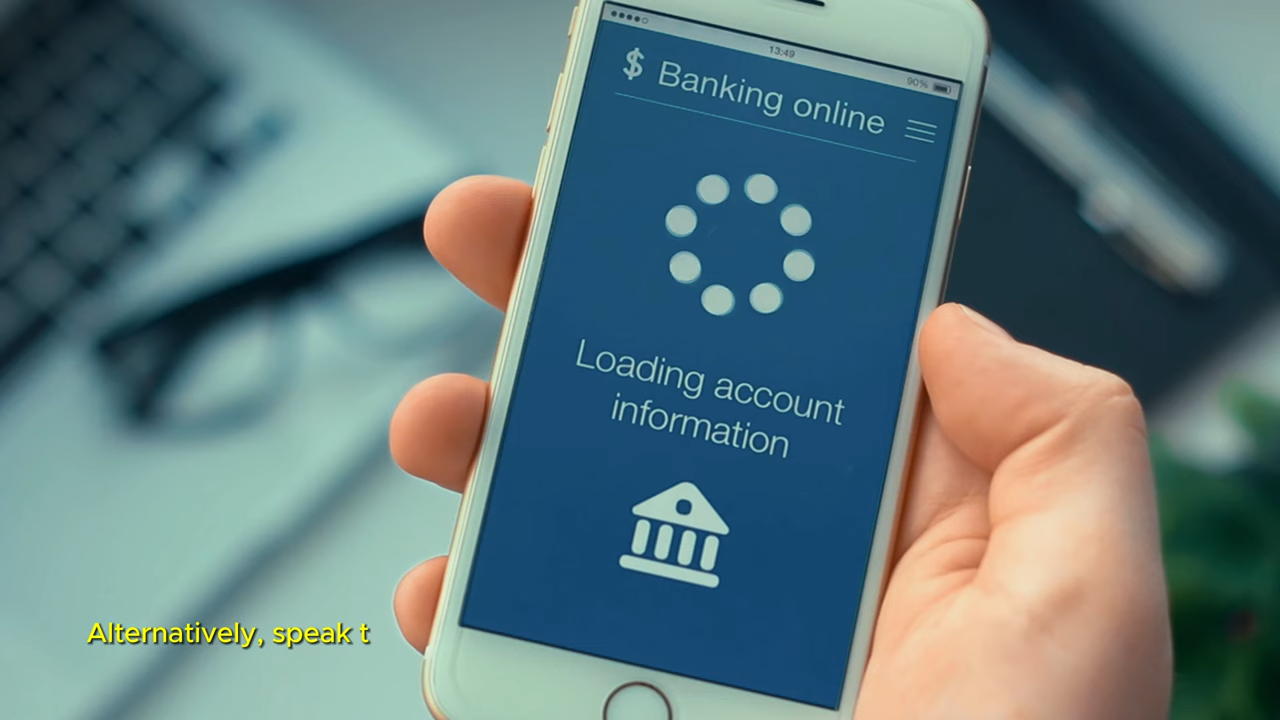 13:49
90%
$ Banking online
Loading account
information
Alternatively, speak t